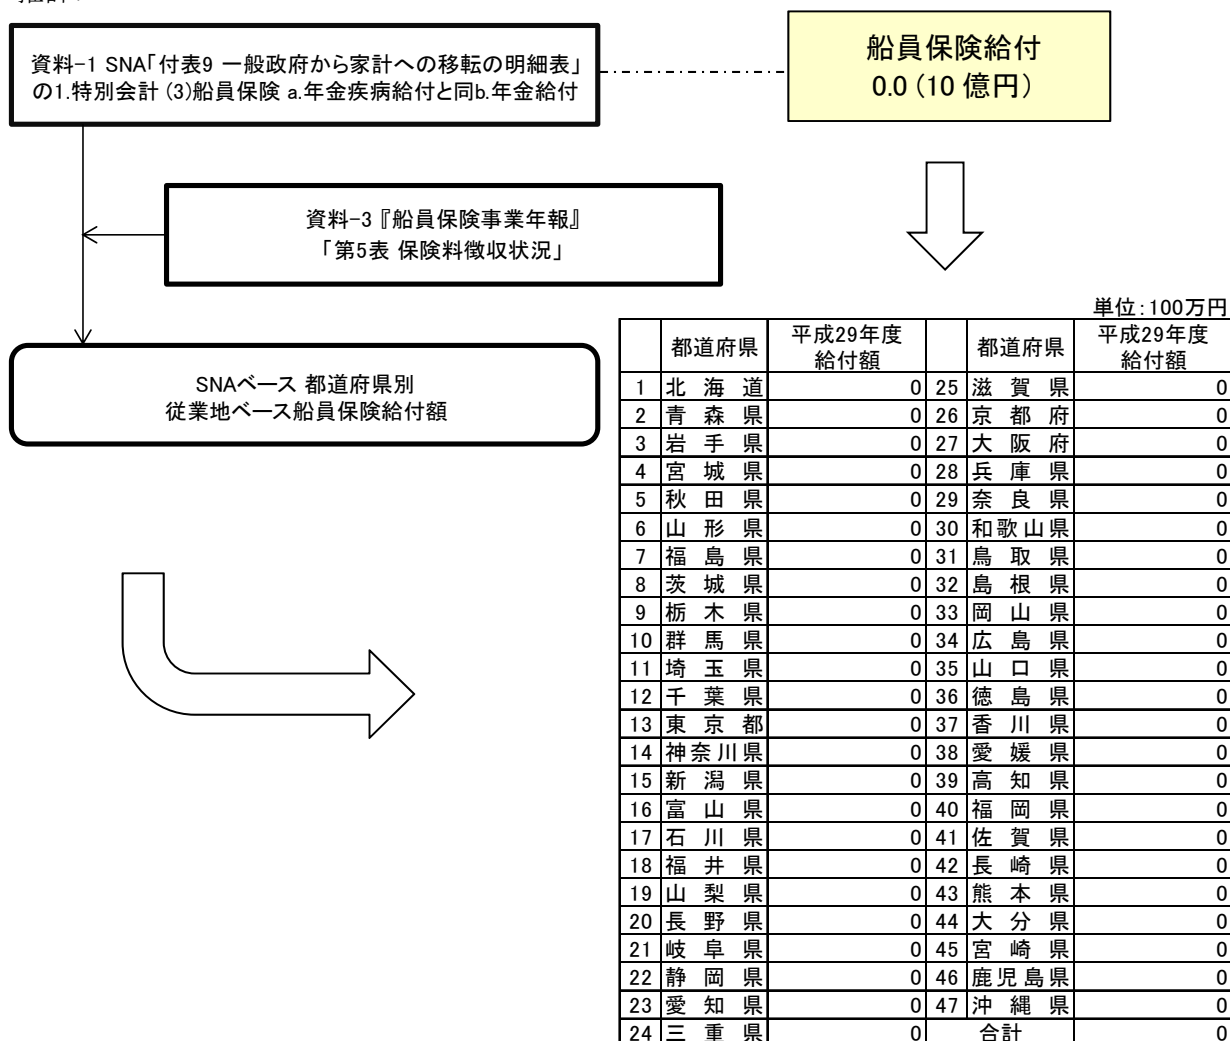 資料-1 SNA「付表9 一般政府から家計への移転の明細表」
の1.特別会計 (3)船員保険 a.年金疾病給付と同b.年金給付
船員保険給付
0.0 (10 億円)
資料-3『船員保険事業年報』
「第5表 保険料徴収状況」
SNAベース 都道府県別
従業地ベース船員保険給付額
単位:100万円
都道府県 平成29年度 給付額 都道府県 平成29年度 給付額
1 北海道 0 25 滋賀県 0
2 青森県 0 26 京都府 0
3 岩手県 0 27 大阪府 0
4 宮城県 0 28 兵庫県 0
5 秋田県 0 29 奈良県 0
6 山形県 0 30 和歌山県 0
7 福島県 0 31 鳥取県 0
8 茨城県 0 32 島根県 0
9 栃木県 0 33 岡山県 0
10 群馬県 0 34 広島県 0
11 埼玉県 0 35 山口県 0
12 千葉県 0 36 徳島県 0
13 東京都 0 37 香川県 0
14 神奈川県 0 38 愛媛県 0
15 新潟県 0 39 高知県 0
16 富山県 0 40 福岡県 0
17 石川県 0 41 佐賀県 0
18 福井県 0 42 長崎県 0
19 山梨県 0 43 熊本県 0
20 長野県 0 44 大分県 0
21 岐阜県 0 45 宮崎県 0
22 静岡県 0 46 鹿児島県 0
23 愛知県 0 47 沖縄県 0
24 三重県 0 合計 0